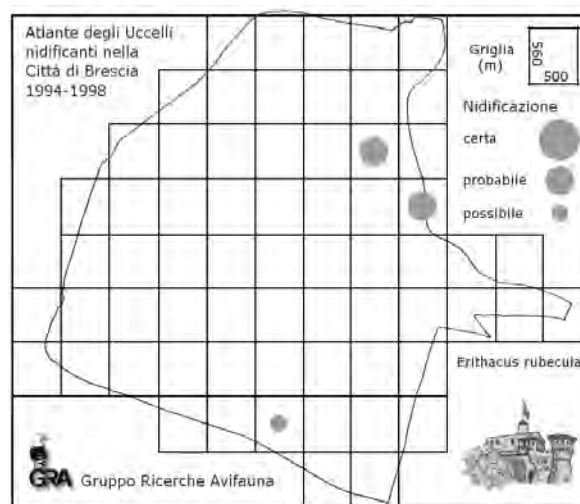 Atlante degli Uccelli
nidificanti nella
Città di Brescia
1994-1998
Griglia
(m)
560
500
Nidificazione
certa
probabile
possibile
Erithacus rubecula
GRA Gruppo Ricerche Avifauna